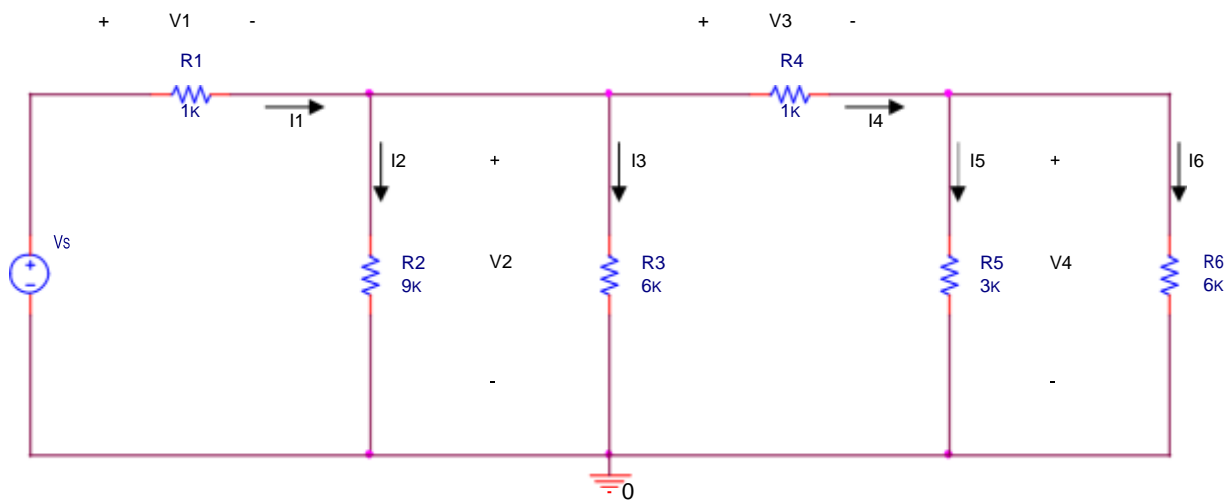 + V1 - + V3 -
R1 R4
1K 1K
I1 I4
I2 + I3 I5 + I6
Vs
+
-
R2 V2 R3 R5 V4 R6
9K 6K 3K 6K
- -
0